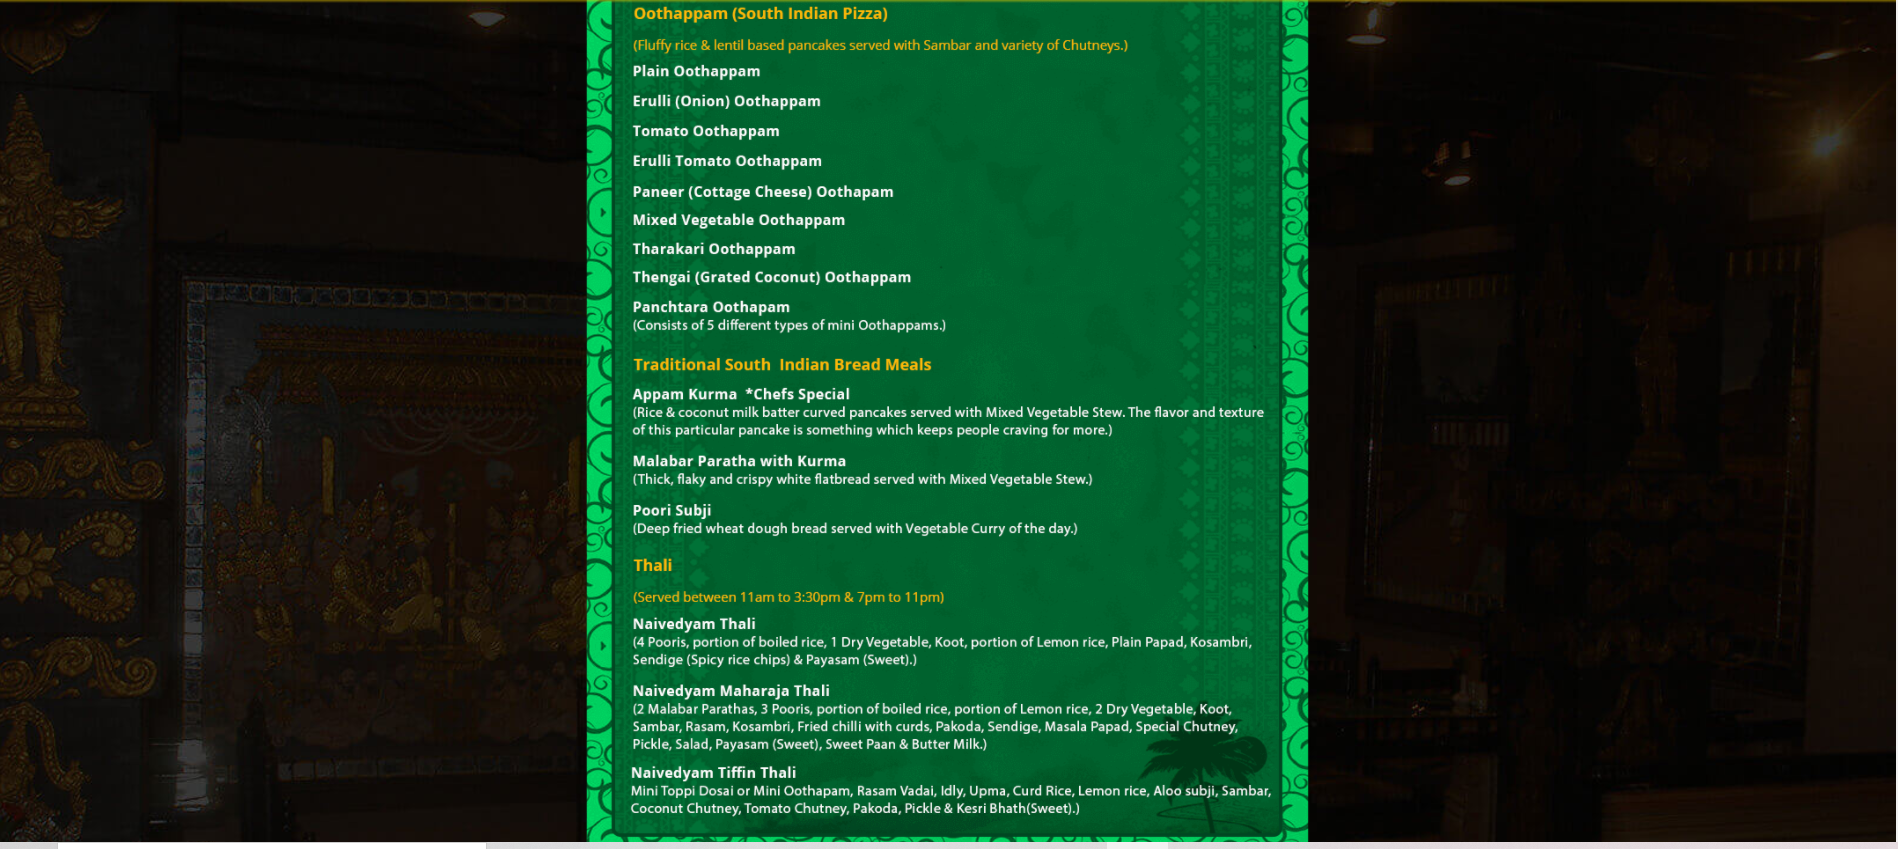 Oothappam (South Indian Pizza)
(Fluffy rice & lentil based pancakes served with Sambar and variety of Chutneys.)
Plain Oothappam
Erulli (Onion) Oothappam
Tomato Oothappam
Erulli Tomato Oothappam
Paneer (Cottage Cheese) Oothapam
Mixed Vegetable Oothappam
Tharakari Oothappam
Thengai (Grated Coconut) Oothappam
Panchtara Oothapam
(Consists of 5 different types of mini Oothappams.)
Traditional South Indian Bread Meals
Appam Kurma *Chefs Special
(Rice & coconut milk batter curved pancakes served with Mixed Vegetable Stew. The flavor and texture
of this particular pancake is something which keeps people craving for more.)
Malabar Paratha with Kurma
(Thick, flaky and crispy white flatbread served with Mixed Vegetable Stew.)
Poori Subji
(Deep fried wheat dough bread served with Vegetable Curry of the day.)
Thali
(Served between 11am to 3:30pm & 7pm to 11pm)
Naivedyam Thali
(4 Pooris, portion of boiled rice, 1 Dry Vegetable, Koot, portion of Lemon rice, Plain Papad, Kosambri,
Sendige (Spicy rice chips) & Payasam (Sweet).)
Naivedyam Maharaja Thali
(2 Malabar Parathas, 3 Pooris, portion of boiled rice, portion of Lemon rice, 2 Dry Vegetable, Koot,
Sambar, Rasam, Kosambri, Fried chilli with curds, Pakoda, Sendige, Masala Papad, Special Chutney,
Pickle, Salad, Payasam (Sweet), Sweet Paan & Butter Milk.)
Naivedyam Tiffin Thali
Mini Toppi Dosai or Mini Oothapam, Rasam Vadai, Idly, Upma, Curd Rice, Lemon rice, Aloo subji, Sambar,
Coconut Chutney, Tomato Chutney, Pakoda, Pickle & Kesri Bhath(Sweet).)